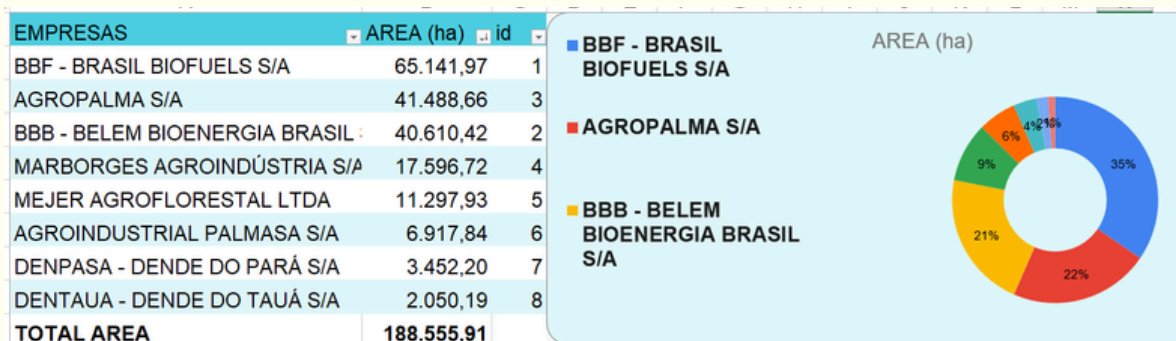 EMPRESAS AREA (ha) id
BBF - BRASIL BIOFUELS S/A 65.141,97 1
AGROPALMA S/A 41.488,66 3
BBB - BELEM BIOENERGIA BRASIL 40.610,42 2
MARBORGES AGROINDÚSTRIA S/A 17.596,72 4
MEJER AGROFLORESTAL LTDA 11.297,93 5
AGROINDUSTRIAL PALMASA S/A 6.917,84 6
DENPASA - DENDE DO PARÁ S/A 3.452,20 7
DENTAUA - DENDE DO TAUÁ S/A 2.050,19 8
TOTAL AREA 188.555,91
BBF - BRASIL
BIOFUELS S/A
AGROPALMA S/A
BBB - BELEM
BIOENERGIA BRASIL
S/A
AREA (ha)
35%
22%
21%
9%
6%
4%
2%
1%